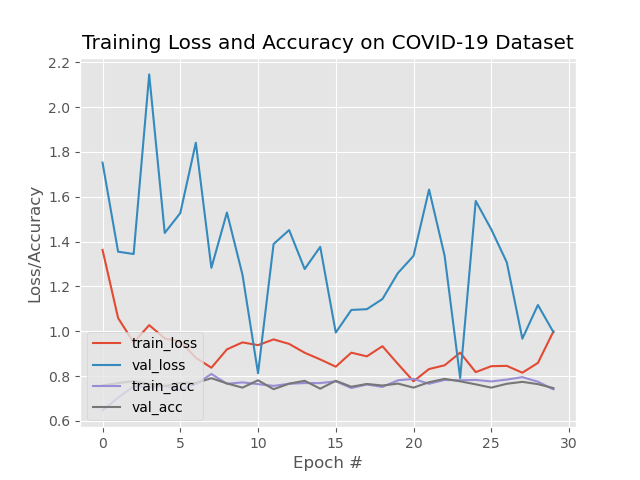 Training Loss and Accuracy on COVID-19 Dataset
2.2
2.0
1.8
1.6
1.4
1.2
1.0
0.8
0.6
Loss/Accuracy
train_loss
val_loss
train_acc
val_acc
0 5 10 15 20 25 30
Epoch #